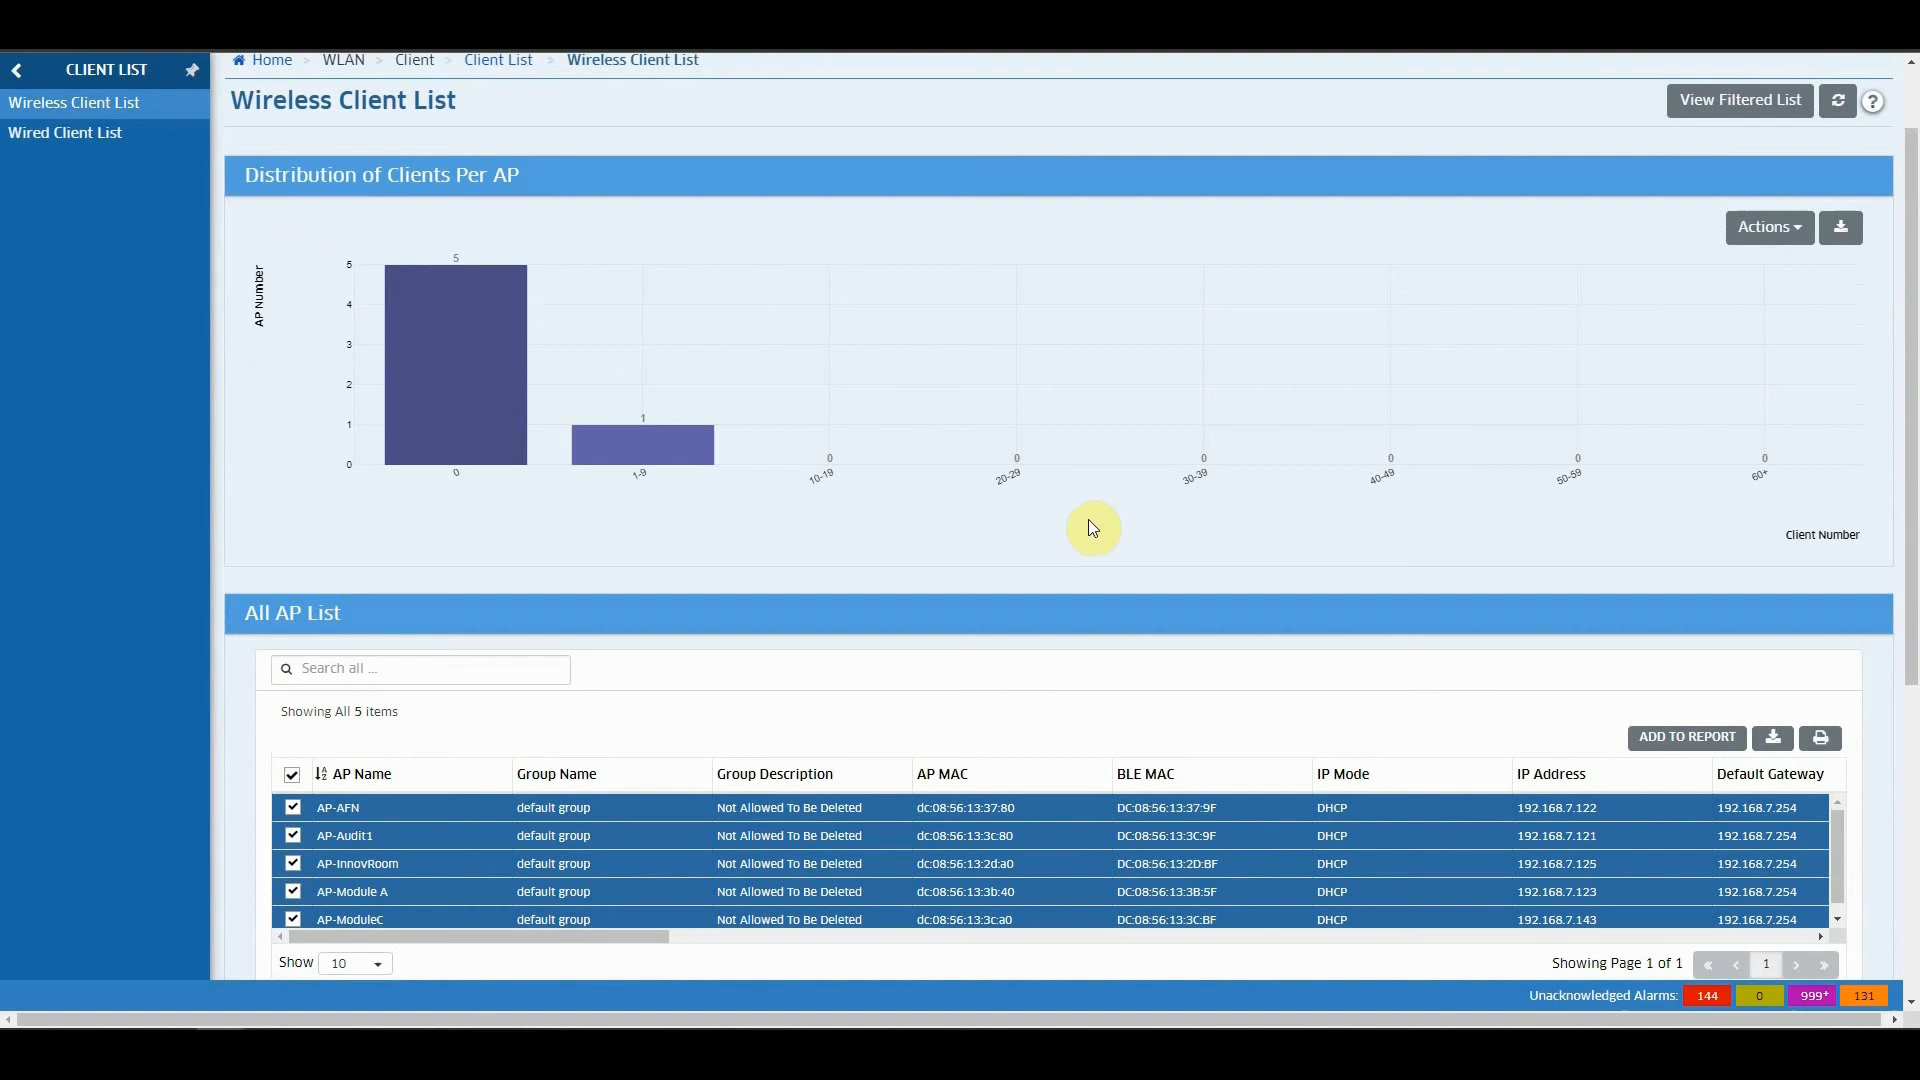 CLIENT LIST
Wireless Client List
Wired Client List
Home > WLAN > Client > Client List > Wireless Client List
Wireless Client List
View Filtered List
?
Distribution of Clients Per AP
Actions
AP Number
5
4
3
2
1
0
5
1
0
0
0
0
0
0
0
1-9
10-19
20-29
30-39
40-49
50-59
60+
Client Number
All AP List
Search all ...
Showing All 5 items
ADD TO REPORT
AP Name Group Name Group Description AP MAC BLE MAC IP Mode IP Address Default Gateway
AP-AFN default group Not Allowed To Be Deleted dc:08:56:13:37:80 DC:08:56:13:37:9F DHCP 192.168.7.122 192.168.7.254
AP-Audit1 default group Not Allowed To Be Deleted dc:08:56:13:3c:80 DC:08:56:13:3C:9F DHCP 192.168.7.121 192.168.7.254
AP-InnovRoom default group Not Allowed To Be Deleted dc:08:56:13:2d:a0 DC:08:56:13:2D:BF DHCP 192.168.7.125 192.168.7.254
AP-Module A default group Not Allowed To Be Deleted dc:08:56:13:3b:40 DC:08:56:13:3B:5F DHCP 192.168.7.123 192.168.7.254
AP-ModuleC default group Not Allowed To Be Deleted dc:08:56:13:3c:a0 DC:08:56:13:3C:BF DHCP 192.168.7.143 192.168.7.254
Show 10
Showing Page 1 of 1 « ‹ 1 › »
Unacknowledged Alarms: 144 0 999+ 131